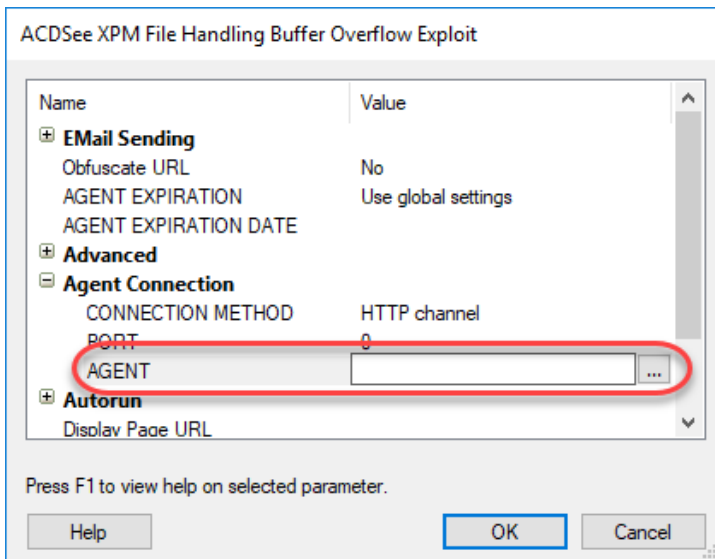 ACDSee XPM File Handling Buffer Overflow Exploit
Name Value
EMail Sending
Obfuscate URL No
AGENT EXPIRATION Use global settings
AGENT EXPIRATION DATE
Advanced
Agent Connection
CONNECTION METHOD HTTP channel
PORT 0
AGENT ...
Autorun
Display Page URL
Press F1 to view help on selected parameter.
Help OK Cancel